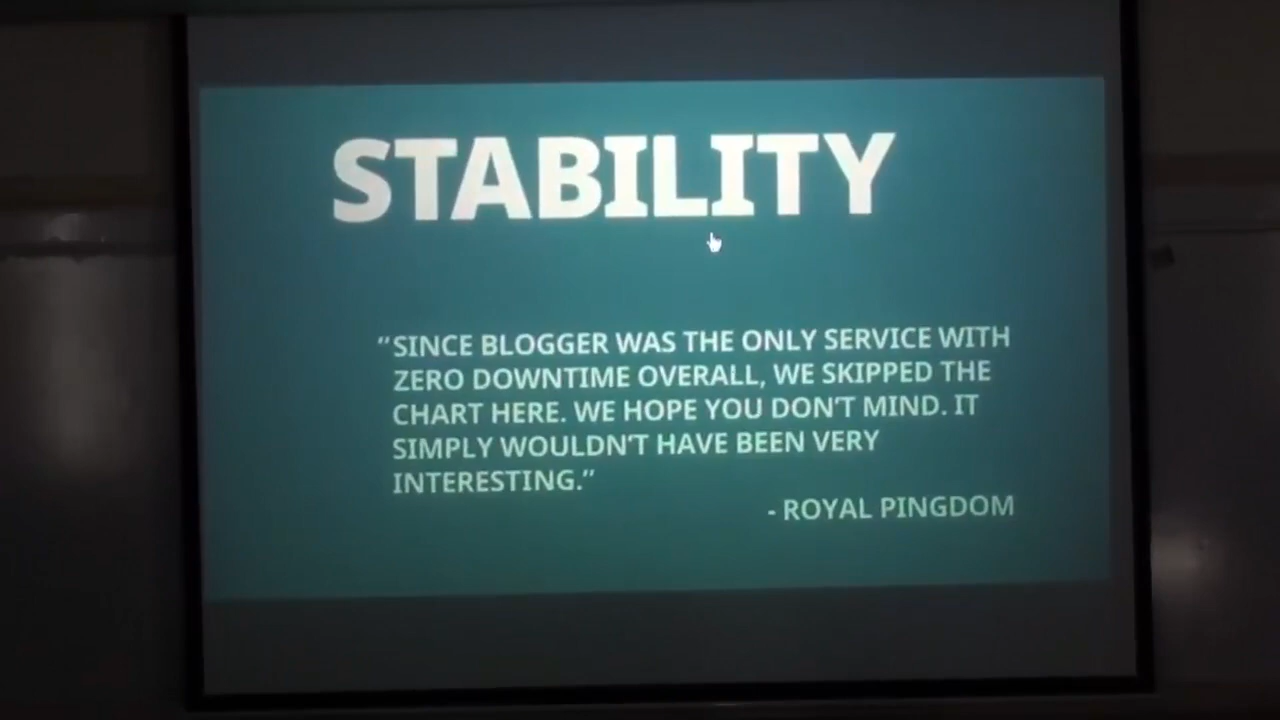 STABILITY
“SINCE BLOGGER WAS THE ONLY SERVICE WITH
ZERO DOWNTIME OVERALL, WE SKIPPED THE
CHART HERE. WE HOPE YOU DON'T MIND. IT
SIMPLY WOULDN'T HAVE BEEN VERY
INTERESTING.”
- ROYAL PINGDOM